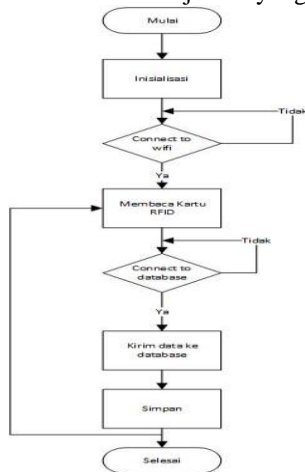 Mulai
Inisialisasi
Tidak
Connect to
wifi
Ya
Membaca Kartu
RFID
Tidak
Connect to
database
Ya
Kirim data ke
database
Simpan
Selesai